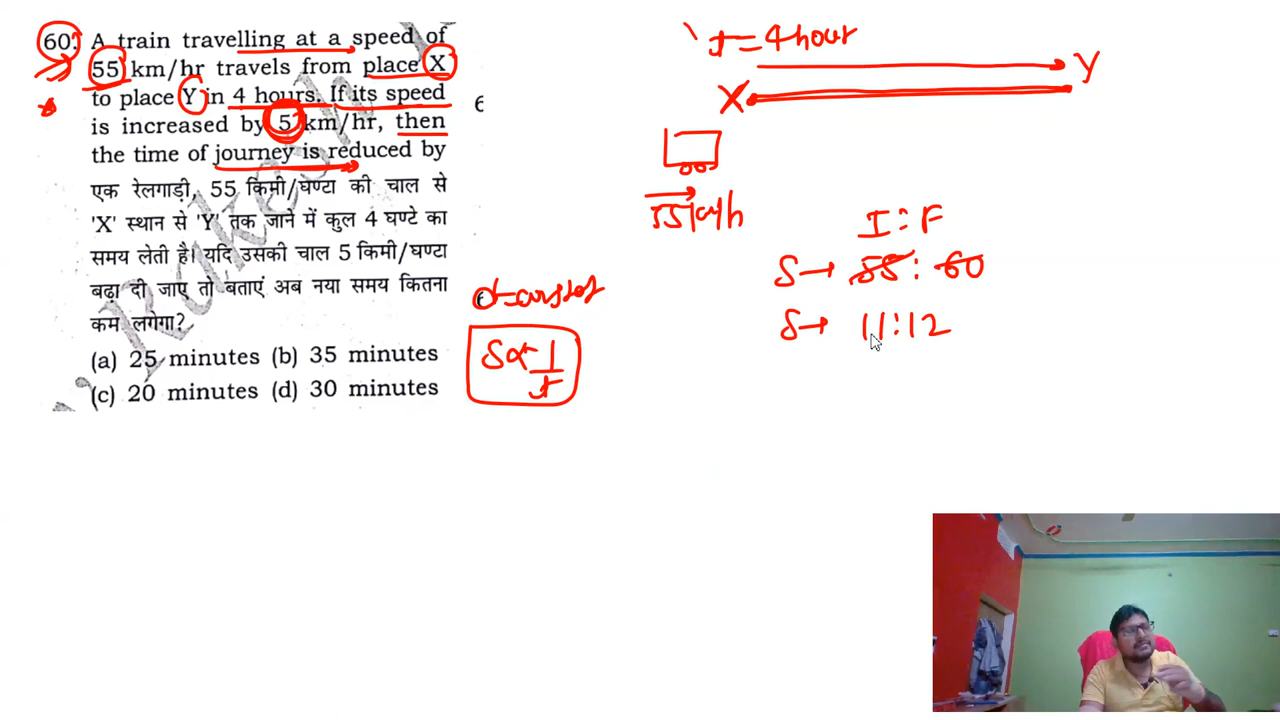 60. A train travelling at a speed of
55 km/hr travels from place X
to place Y in 4 hours. If its speed
is increased by 5 km/hr, then
the time of journey is reduced by
एक रेलगाड़ी, 55 किमी/घण्टा की चाल से
'X' स्थान से 'Y' तक जाने में कुल 4 घण्टे का
समय लेती है। यदि उसकी चाल 5 किमी/घण्टा
बढ़ा दी जाए तो बताएं अब नया समय कितना
कम लगेगा?
(a) 25 minutes (b) 35 minutes
(c) 20 minutes (d) 30 minutes
6
S ∝ 1/t
t = 4 hour
X
Y
I : F
S → 55 : 60
S → 11 : 12